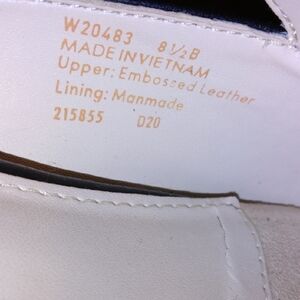 W20483 8½B
MADE IN VIETNAM
Upper: Embossed Leather
Lining: Manmade
215855 D20